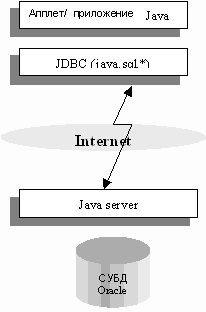 Апплет/ приложение Java
JDBC (java.sql*)
Internet
Java server
СУБД
Oracle